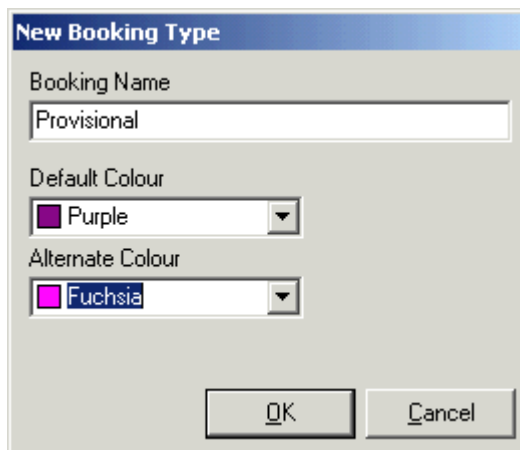 New Booking Type
Booking Name
Provisional
Default Colour
Purple
Alternate Colour
Fuchsia
OK Cancel